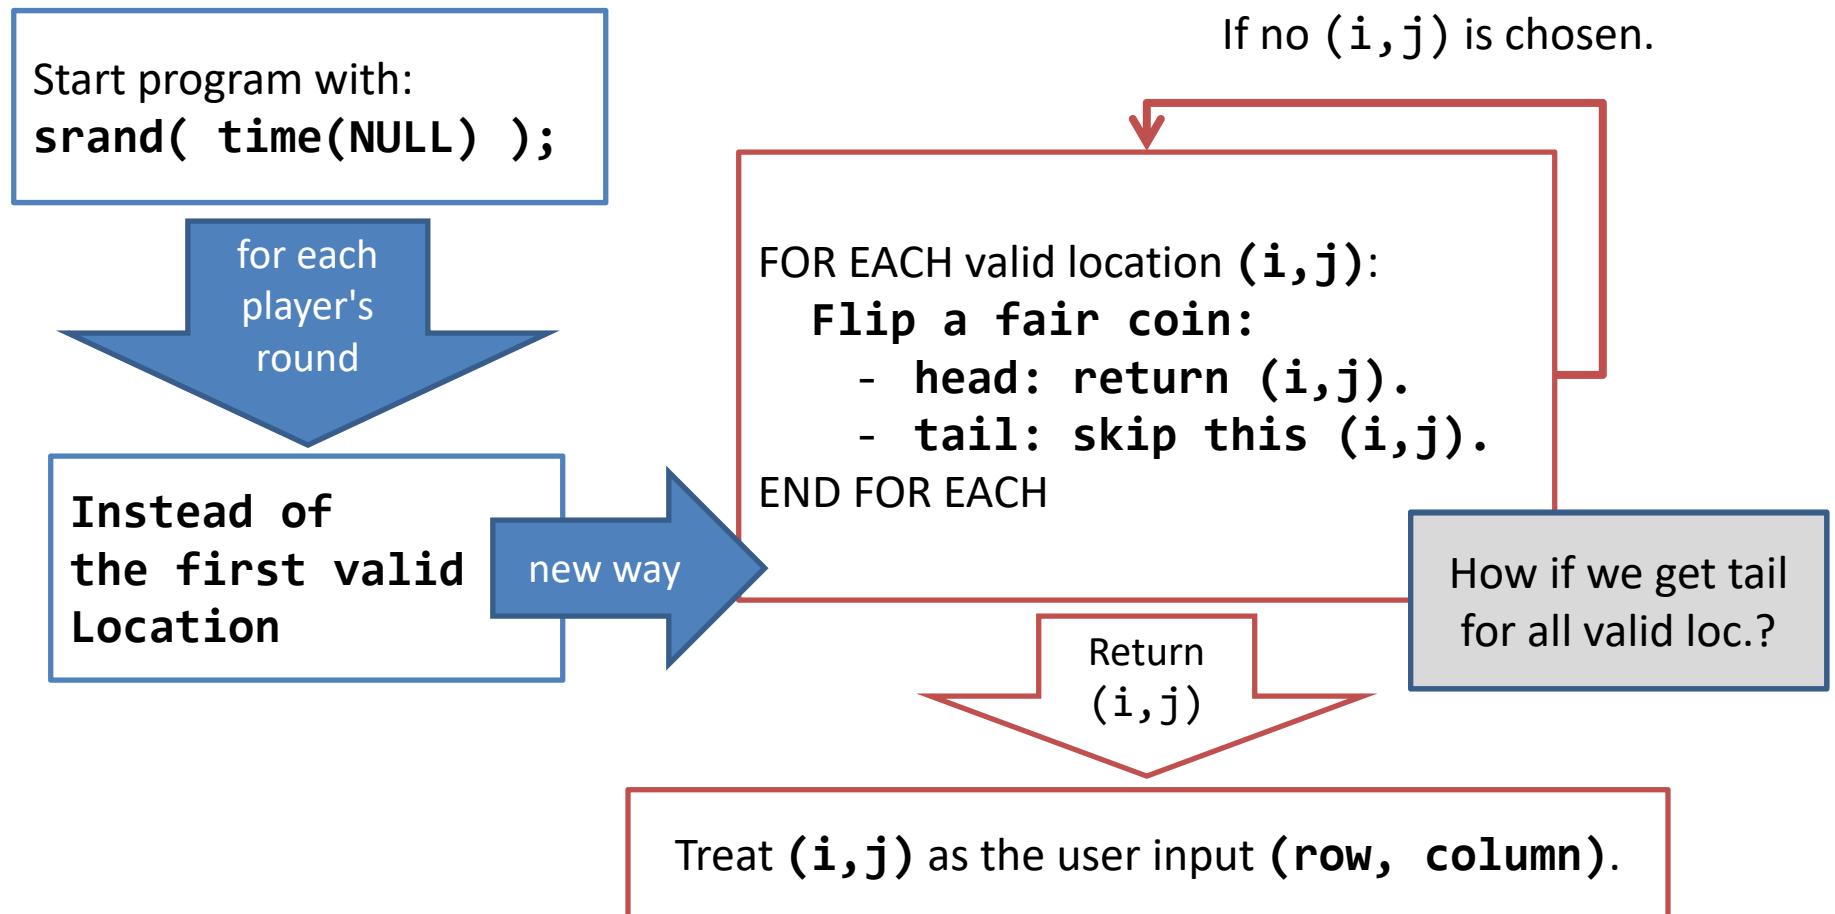 Start program with:
srand( time(NULL) );
for each
player's
round
Instead of
the first valid
Location
new way
If no (i,j) is chosen.
FOR EACH valid location (i,j):
Flip a fair coin:
- head: return (i,j).
- tail: skip this (i,j).
END FOR EACH
How if we get tail
for all valid loc.?
Return
(i,j)
Treat (i,j) as the user input (row, column).